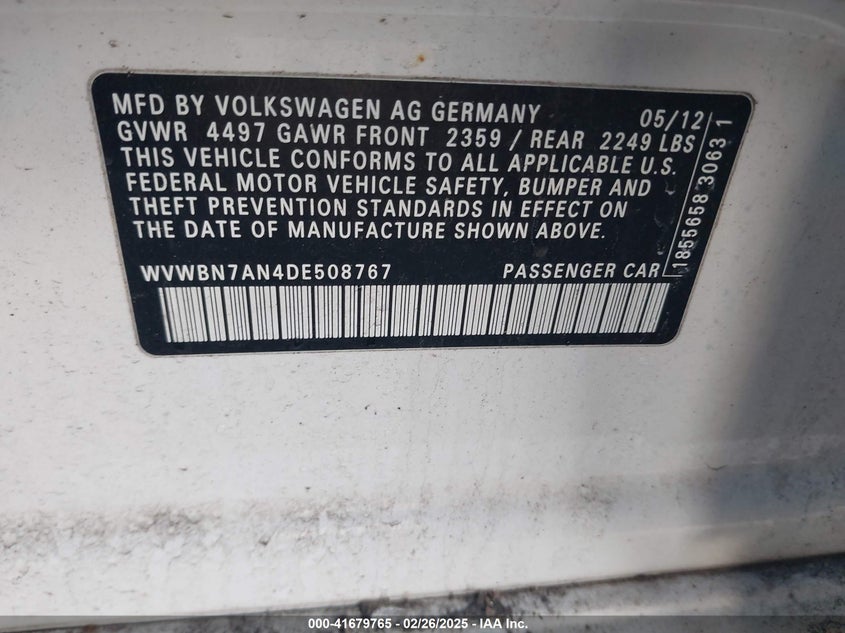 MFD BY VOLKSWAGEN AG GERMANY 05/12
GVWR 4497 GAWR FRONT 2359 / REAR 2249 LBS
THIS VEHICLE CONFORMS TO ALL APPLICABLE U.S.
FEDERAL MOTOR VEHICLE SAFETY, BUMPER AND
THEFT PREVENTION STANDARDS IN EFFECT ON
THE DATE OF MANUFACTURE SHOWN ABOVE.
WVWBN7AN4DE508767 PASSENGER CAR
1855658 3063 1
000-41679765 - 02/26/2025 - IAA Inc.